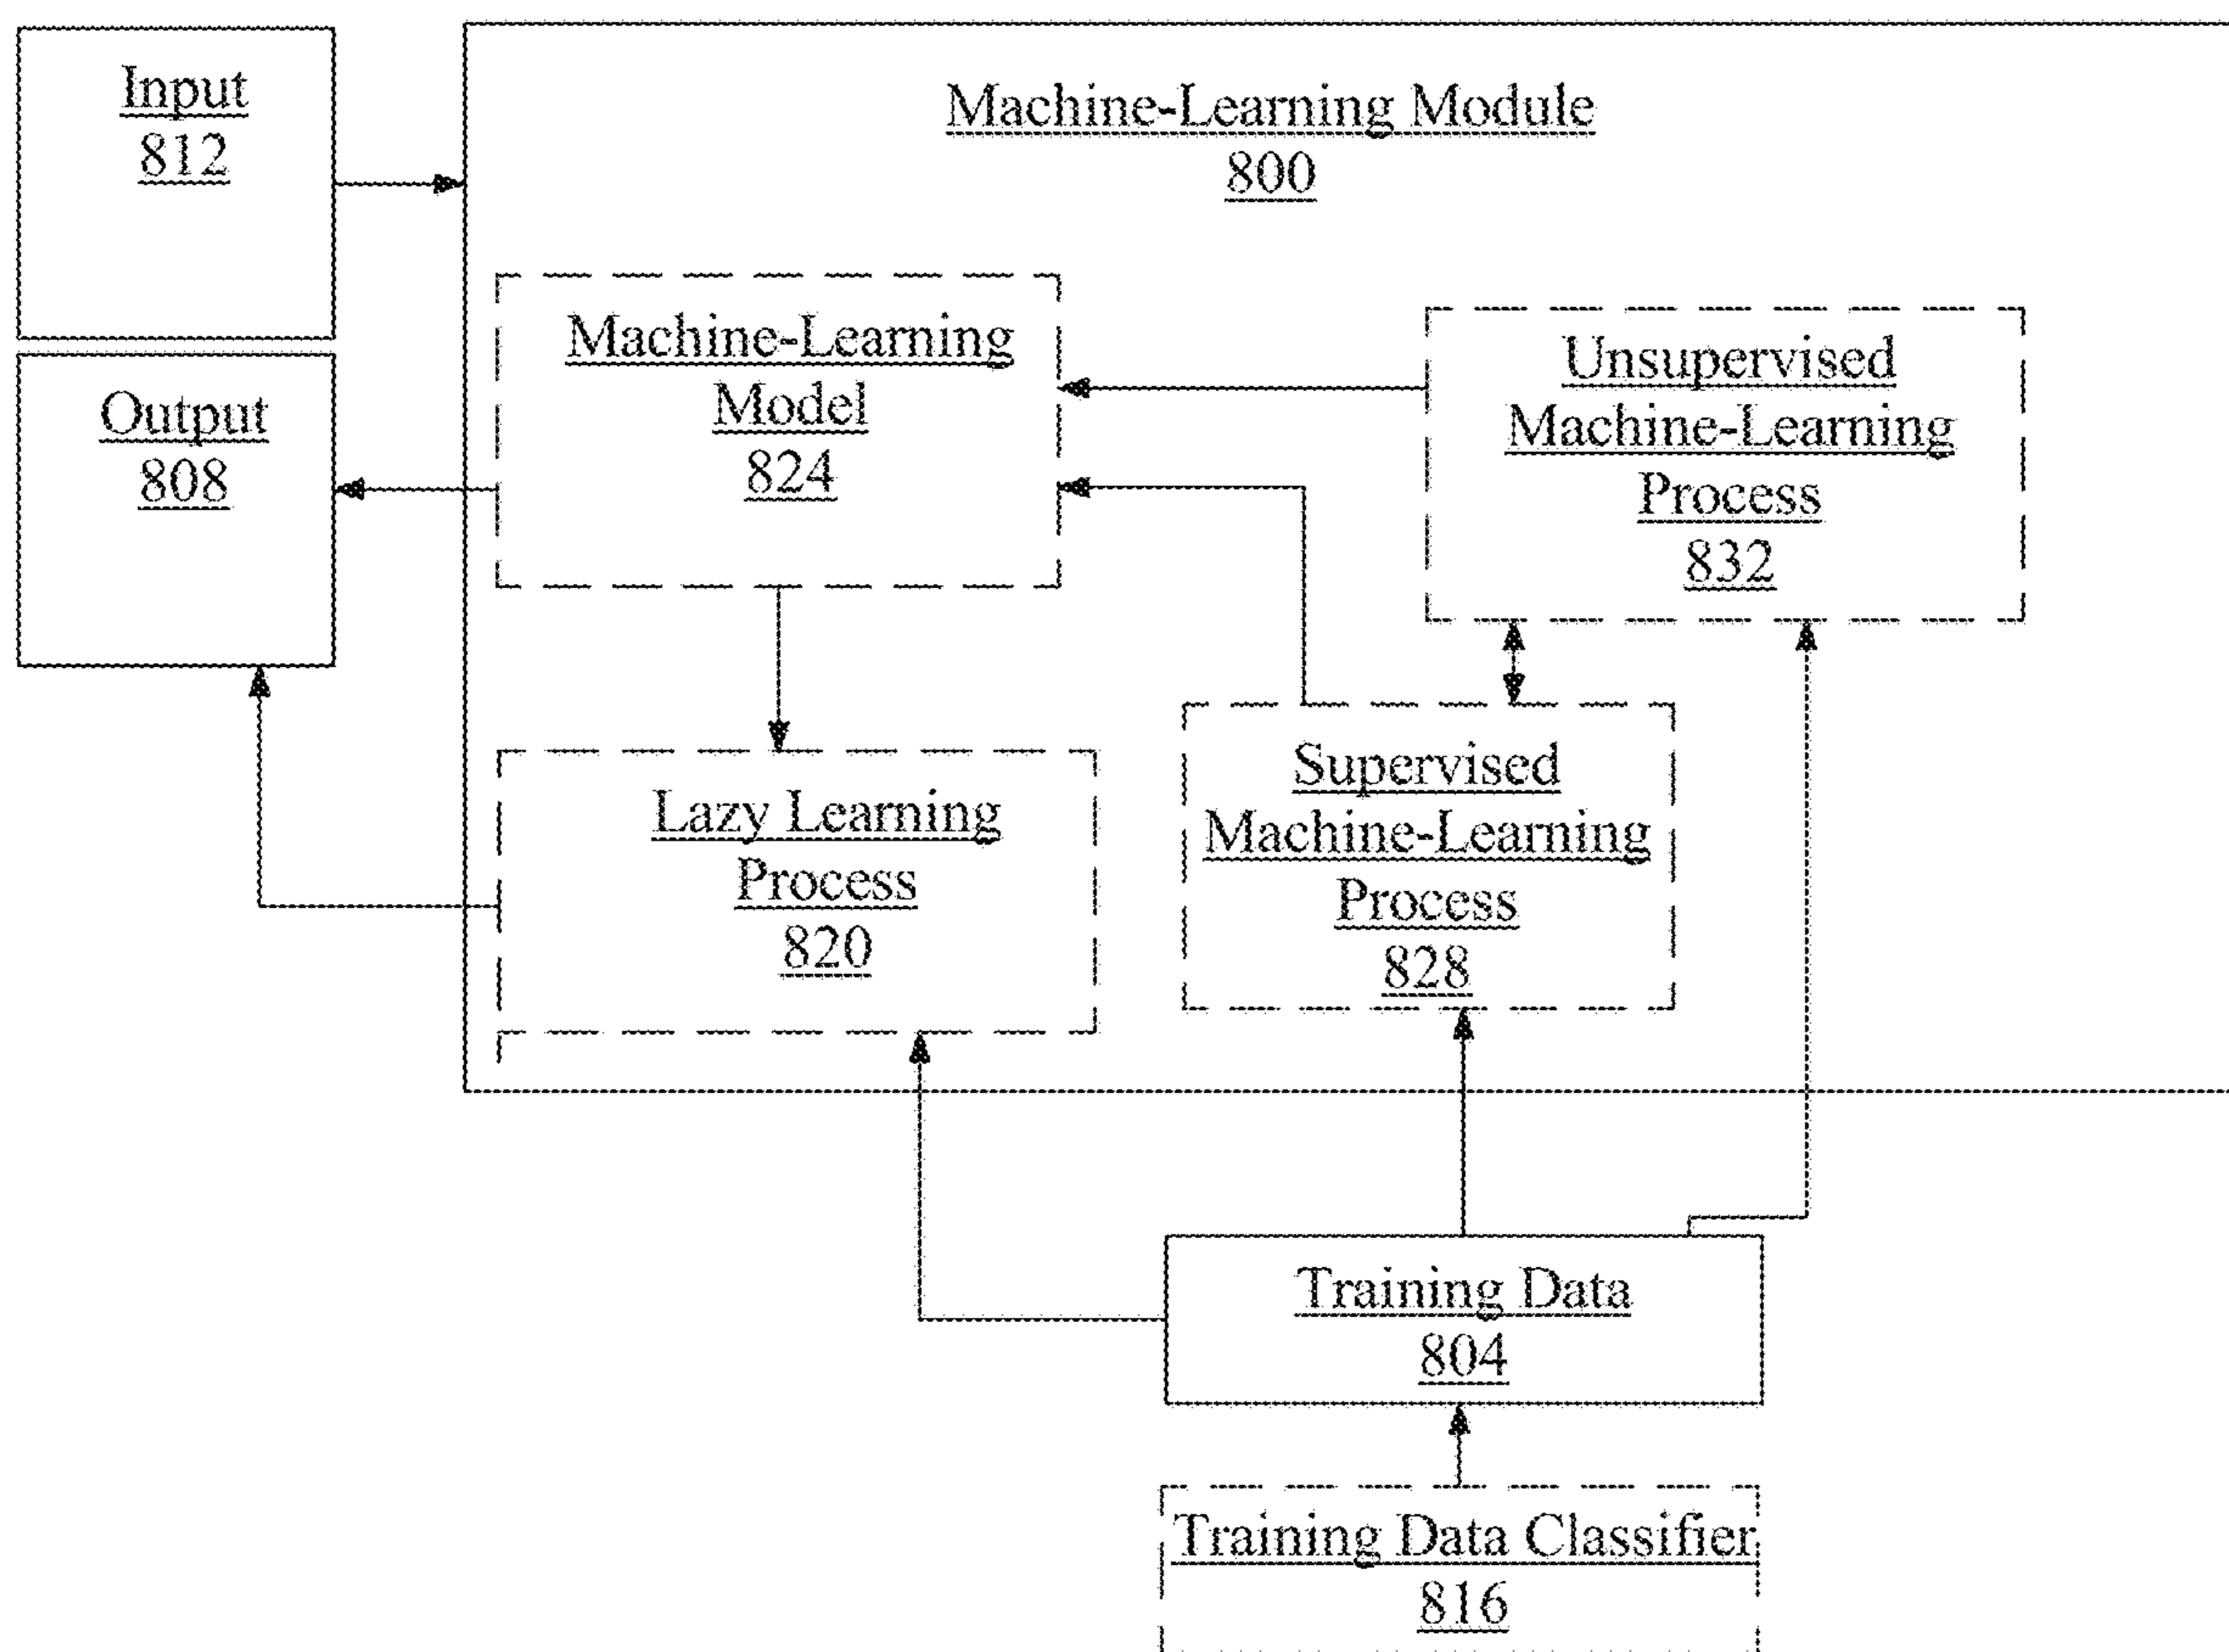 Input
812
Machine-Learning Module
800
Output
808
Machine-Learning
Model
824
Unsupervised
Machine-Learning
Process
832
Lazy Learning
Process
820
Supervised
Machine-Learning
Process
828
Training Data
804
Training Data Classifier
816